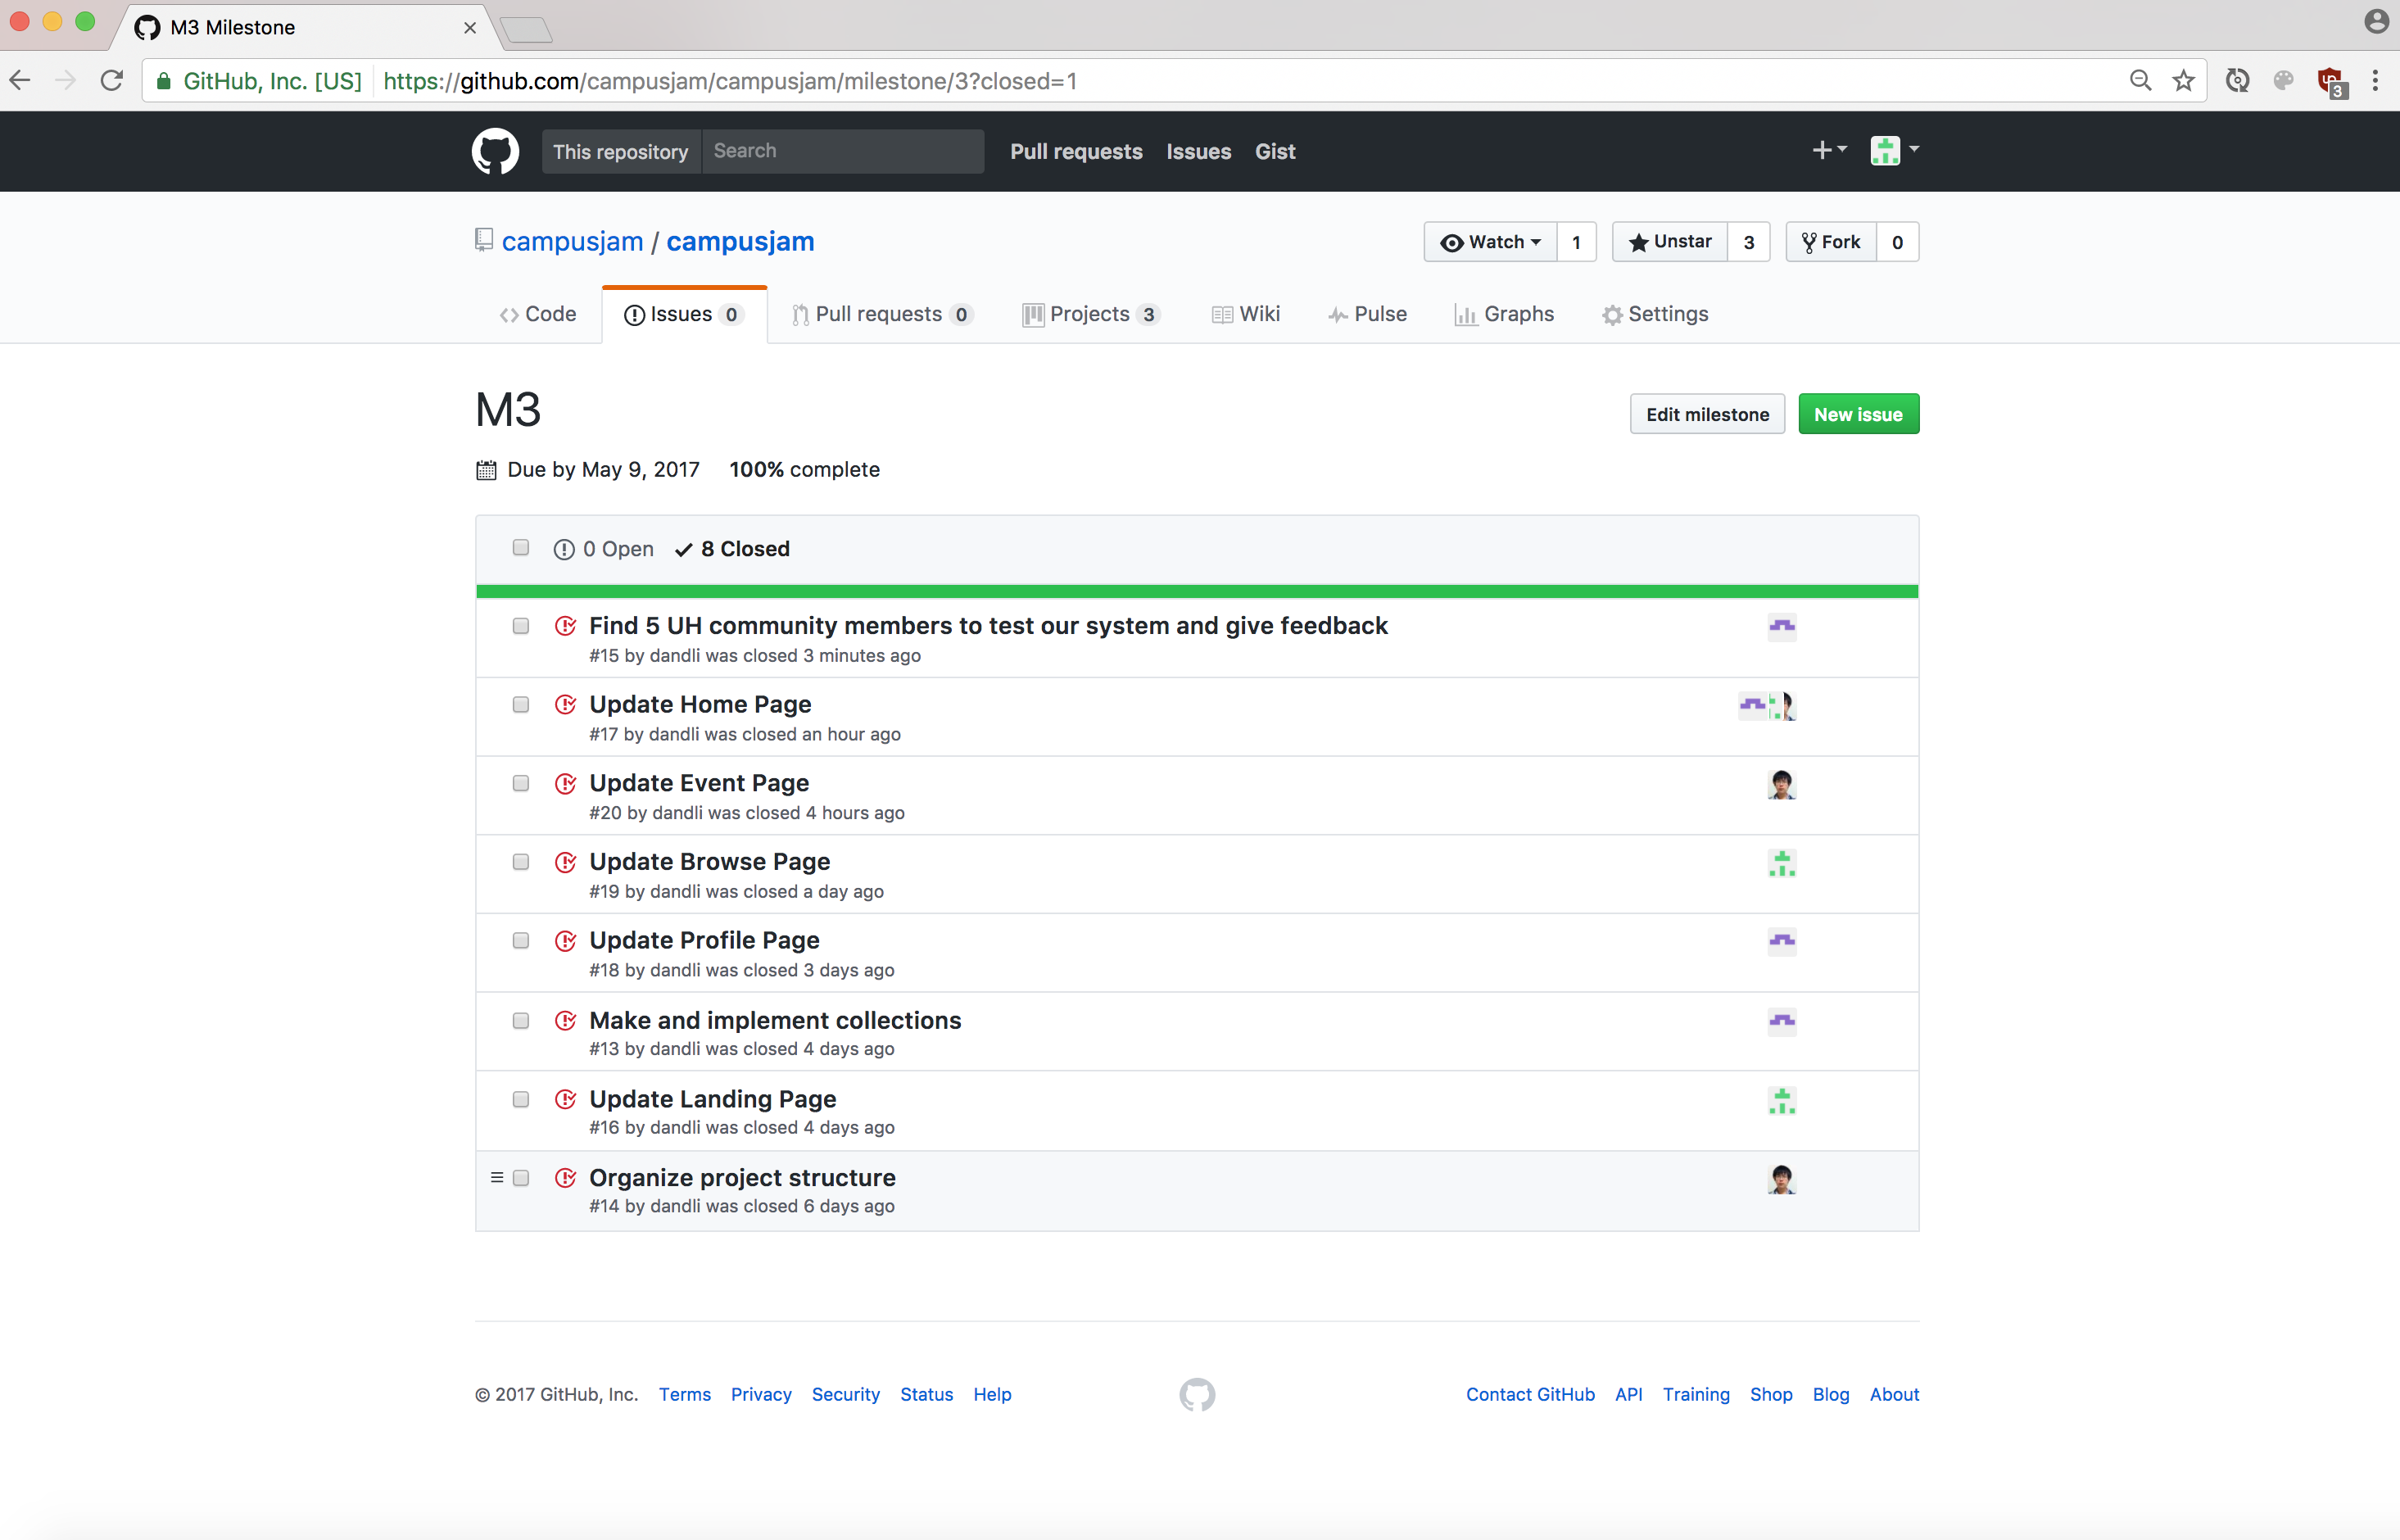 M3 Milestone
GitHub, Inc. [US] https://github.com/campusjam/campusjam/milestone/3?closed=1
3
This repository Search Pull requests Issues Gist
campusjam / campusjam Watch 1 Unstar 3 Fork 0
Code Issues 0 Pull requests 0 Projects 3 Wiki Pulse Graphs Settings
M3 Edit milestone New issue
Due by May 9, 2017 100% complete
0 Open 8 Closed
Find 5 UH community members to test our system and give feedback
#15 by dandli was closed 3 minutes ago
Update Home Page
#17 by dandli was closed an hour ago
Update Event Page
#20 by dandli was closed 4 hours ago
Update Browse Page
#19 by dandli was closed a day ago
Update Profile Page
#18 by dandli was closed 3 days ago
Make and implement collections
#13 by dandli was closed 4 days ago
Update Landing Page
#16 by dandli was closed 4 days ago
Organize project structure
#14 by dandli was closed 6 days ago
© 2017 GitHub, Inc. Terms Privacy Security Status Help Contact GitHub API Training Shop Blog About